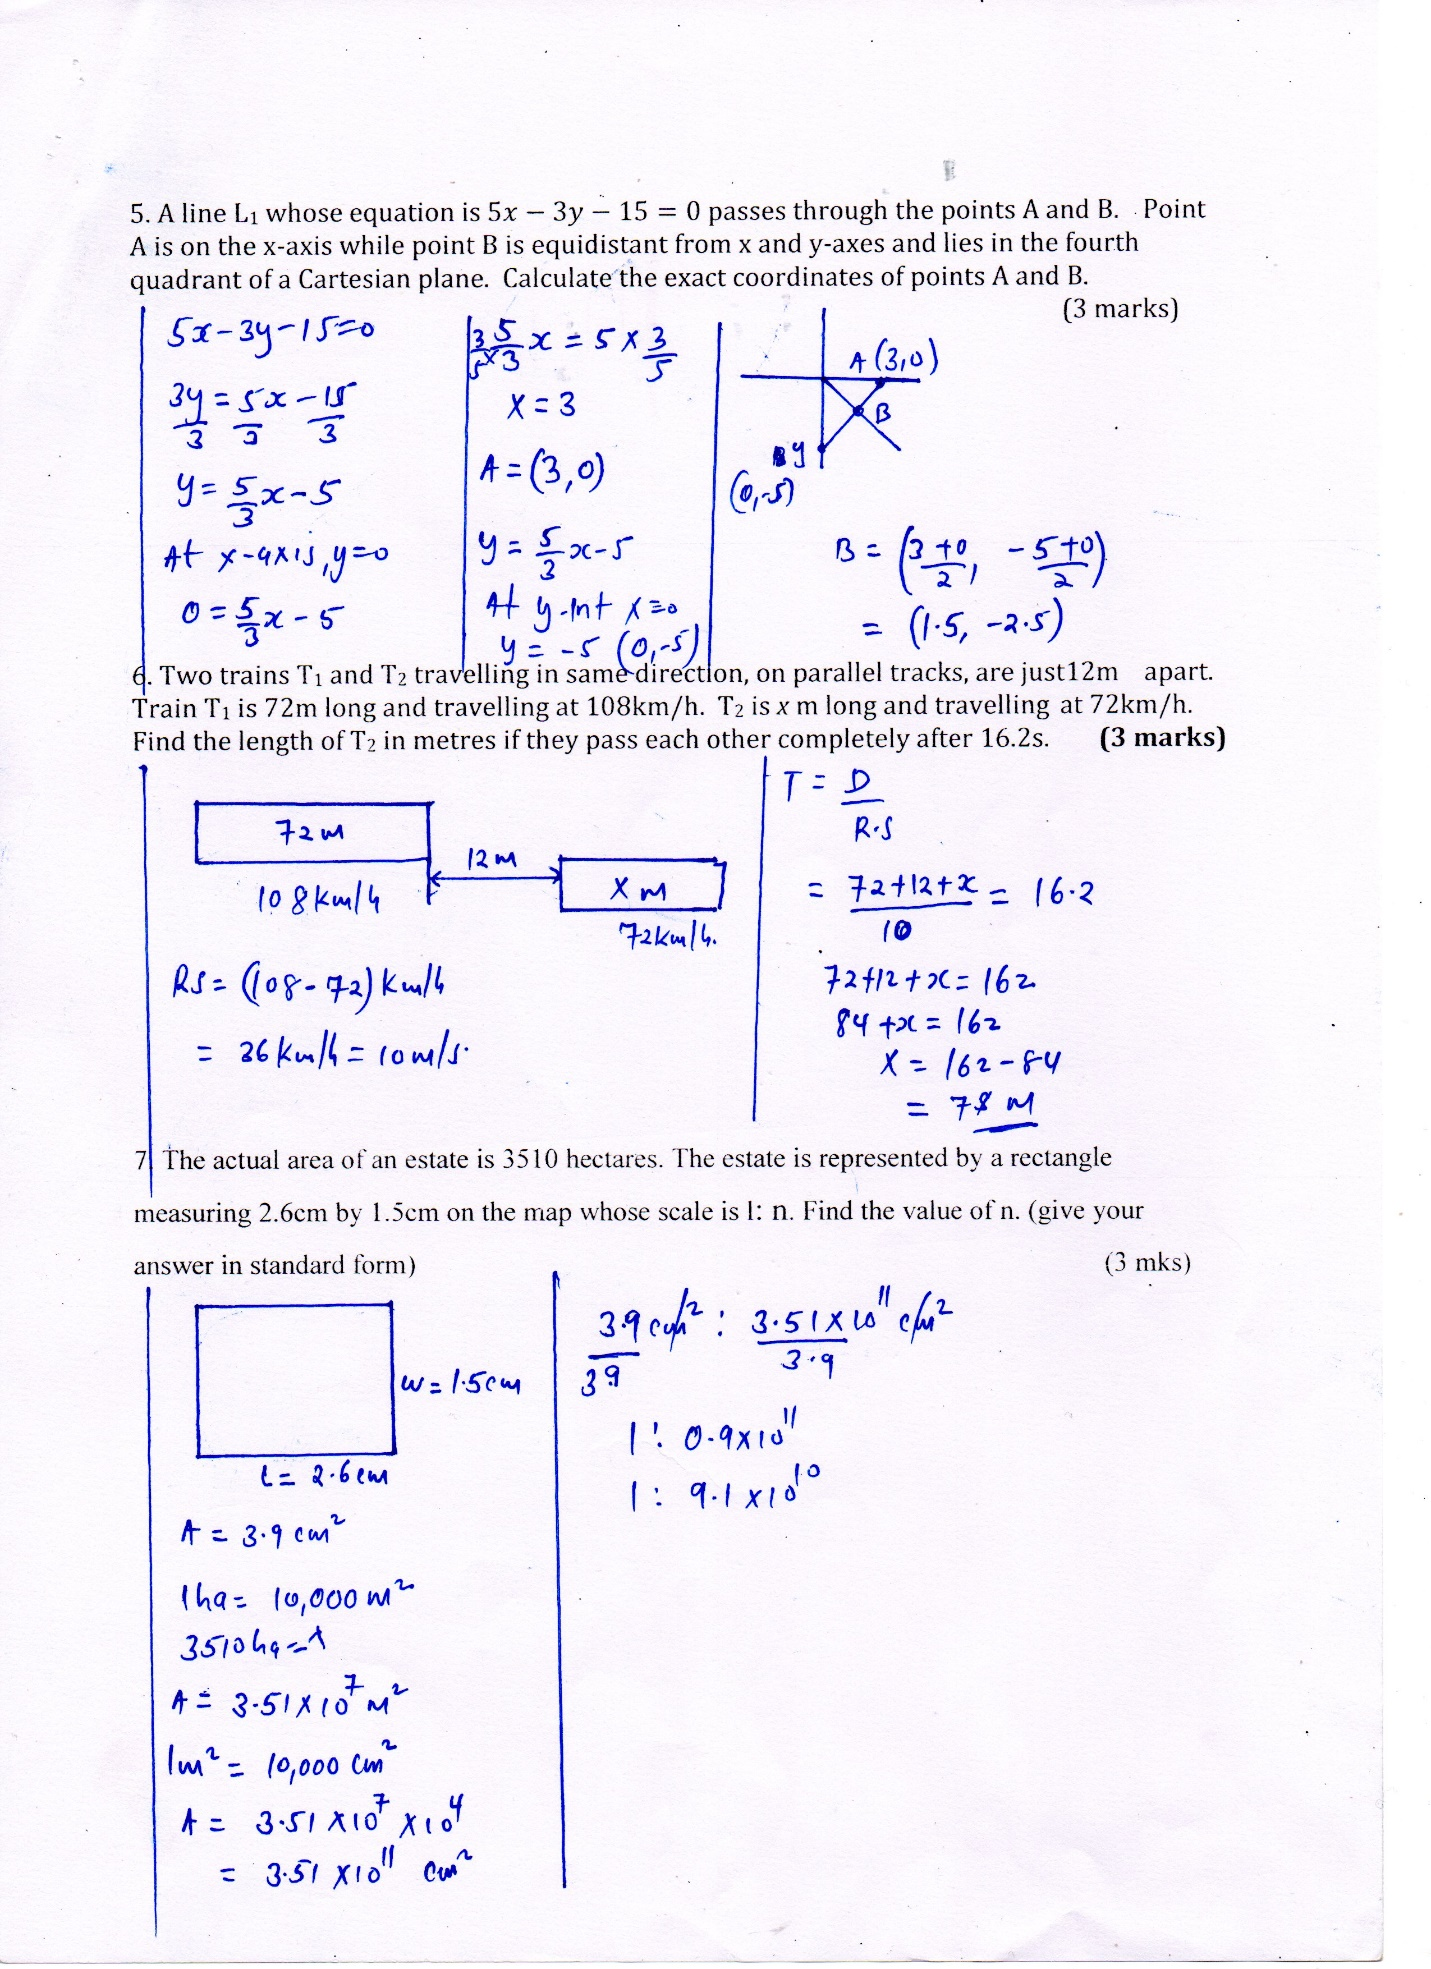 5. A line L₁ whose equation is 5x − 3y − 15 = 0 passes through the points A and B. Point
A is on the x-axis while point B is equidistant from x and y-axes and lies in the fourth
quadrant of a Cartesian plane. Calculate the exact coordinates of points A and B.
(3 marks)
5x-3y-15=0
3y/3 = 5x/3 - 15/3
y = 5/3 x - 5
At x-axis, y=0
0 = 5/3 x - 5
3/5 × 5/3 x = 5 × 3/5
x = 3
A = (3, 0)
y = 5/3 x - 5
At y-int x=0
y = -5 (0,-5)
A (3,0)
B
y
(0,-5)
B = (3+0/2, -5+0/2)
= (1.5, -2.5)
6. Two trains T₁ and T₂ travelling in same direction, on parallel tracks, are just12m apart.
Train T₁ is 72m long and travelling at 108km/h. T₂ is x m long and travelling at 72km/h.
Find the length of T₂ in metres if they pass each other completely after 16.2s. (3 marks)
72m
12m
108km/h
x m
72km/h.
RS = (108-72) km/h
= 36 km/h = 10m/s.
T = D/R.S
= 72+12+x/10 = 16.2
72+12+x = 162
84+x = 162
x = 162-84
= 78 m
7 The actual area of an estate is 3510 hectares. The estate is represented by a rectangle
measuring 2.6cm by 1.5cm on the map whose scale is 1: n. Find the value of n. (give your
answer in standard form) (3 mks)
w = 1.5cm
L = 2.6cm
A = 3.9 cm²
1ha = 10,000 m²
3510ha = x
A = 3.51×10⁷ m²
1m² = 10,000 cm²
A = 3.51×10⁷ ×10⁴
= 3.51×10¹¹ cm²
3.9 cm²/3.9 : 3.51×10¹¹ cm²/3.9
1: 0.9×10¹¹
1: 9.1×10¹⁰